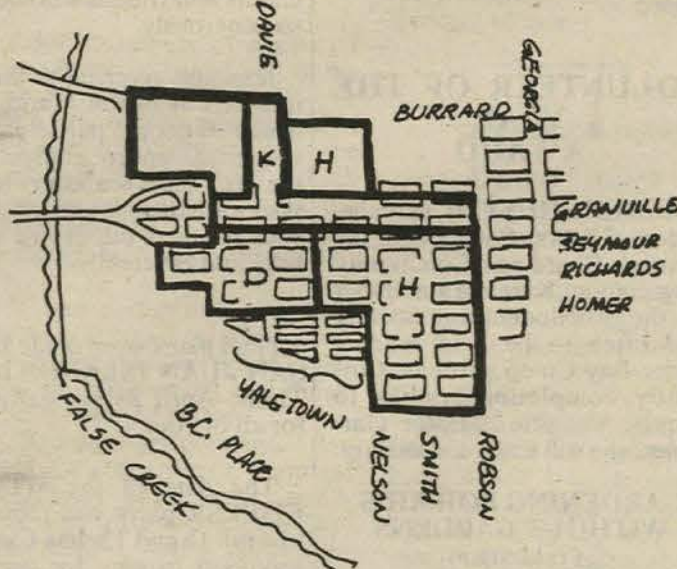 DAVIE
GEORGIA
BURRARD
K
H
GRANVILLE
SEYMOUR
RICHARDS
HOMER
D
H
YALETOWN
B.C. PLACE
FALSE CREEK
NELSON
SMITH
ROBSON